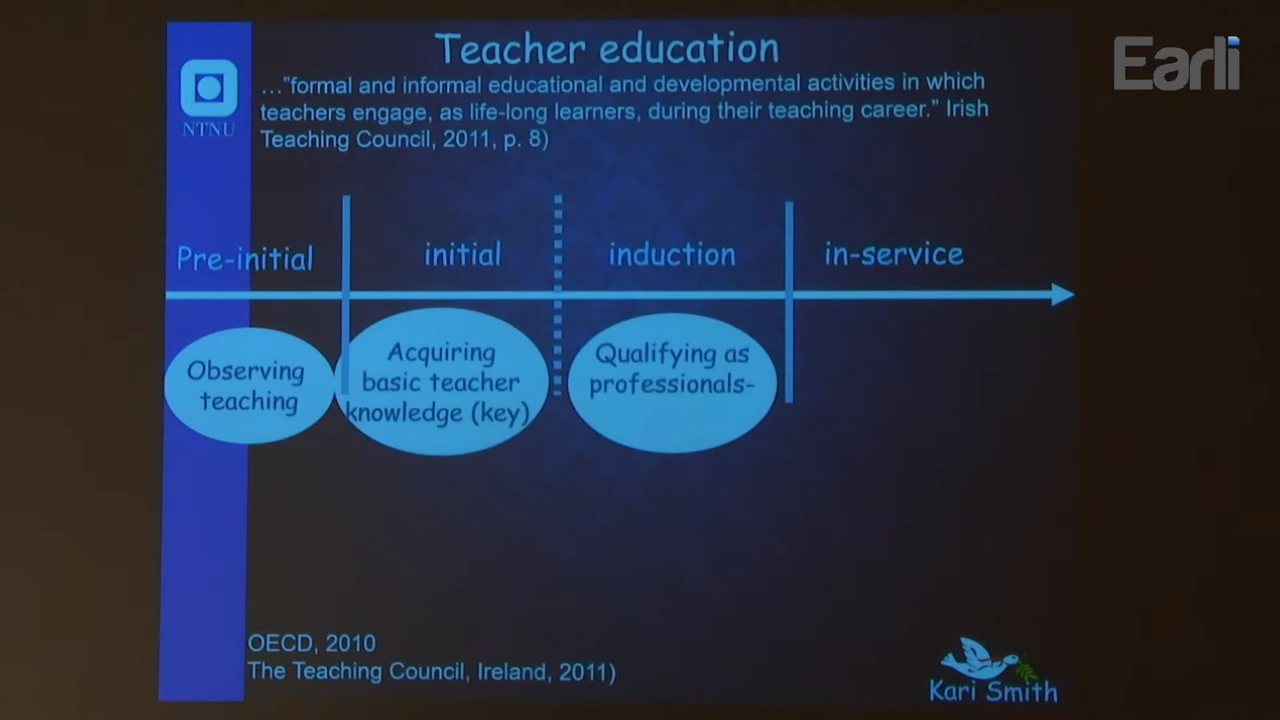 Teacher education
Earli
…"formal and informal educational and developmental activities in which
teachers engage, as life-long learners, during their teaching career." Irish
Teaching Council, 2011, p. 8)
NTNU
Pre-initial
initial
induction
in-service
Observing
teaching
Acquiring
basic teacher
knowledge (key)
Qualifying as
professionals-
OECD, 2010
The Teaching Council, Ireland, 2011)
Kari Smith